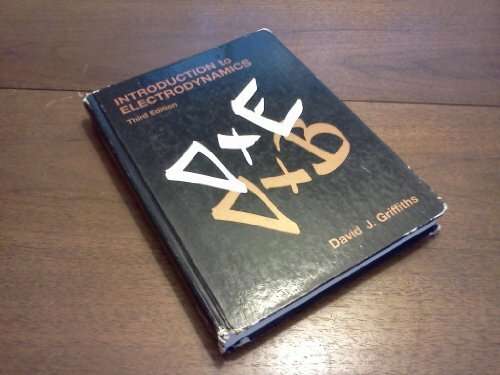 INTRODUCTION to
ELECTRODYNAMICS
Third Edition
∇×E
∇×B
David J. Griffiths